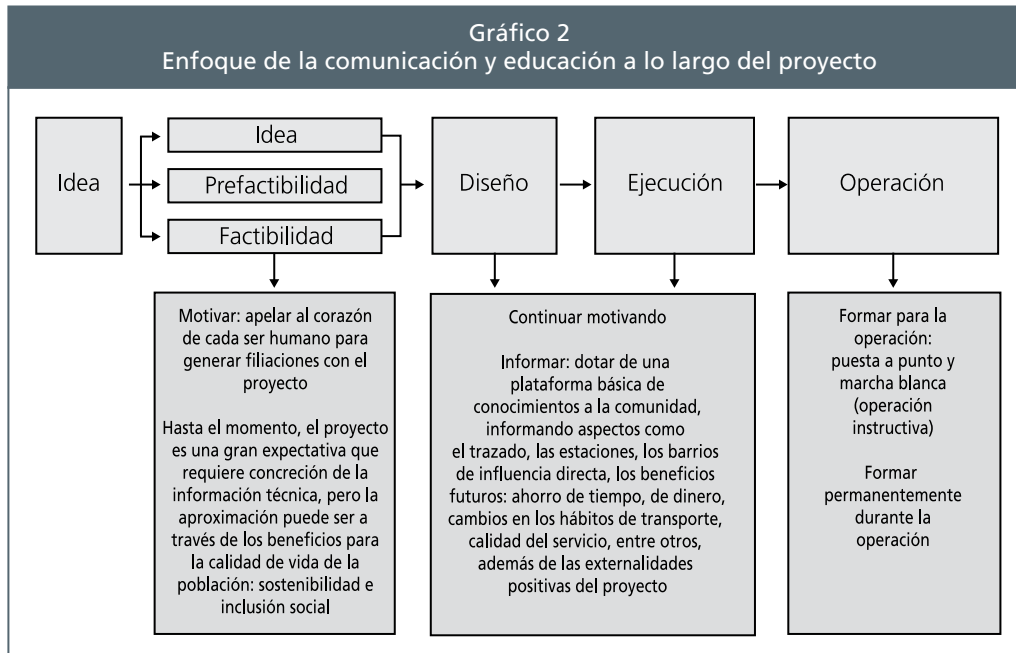 Gráfico 2
Enfoque de la comunicación y educación a lo largo del proyecto
Idea
Idea
Prefactibilidad
Factibilidad
Diseño
Ejecución
Operación
Motivar: apelar al corazón
de cada ser humano para
generar filiaciones con el
proyecto
Hasta el momento, el proyecto
es una gran expectativa que
requiere concreción de la
información técnica, pero la
aproximación puede ser a
través de los beneficios para
la calidad de vida de la
población: sostenibilidad e
inclusión social
Continuar motivando
Informar: dotar de una
plataforma básica de
conocimientos a la comunidad,
informando aspectos como
el trazado, las estaciones, los barrios
de influencia directa, los beneficios
futuros: ahorro de tiempo, de dinero,
cambios en los hábitos de transporte,
calidad del servicio, entre otros,
además de las externalidades
positivas del proyecto
Formar para la
operación:
puesta a punto y
marcha blanca
(operación
instructiva)
Formar
permanentemente
durante la
operación